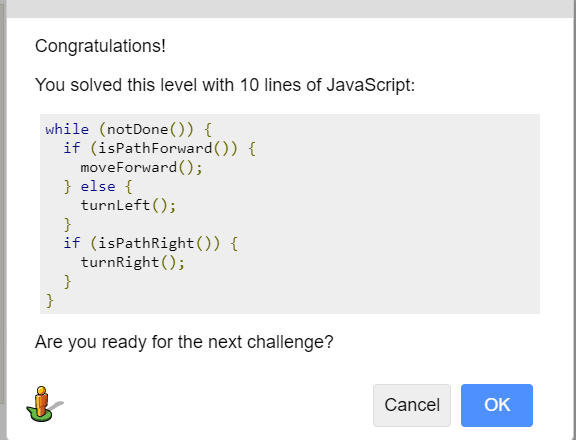 Congratulations!
You solved this level with 10 lines of JavaScript:
while (notDone()) {
  if (isPathForward()) {
    moveForward();
  } else {
    turnLeft();
  }
  if (isPathRight()) {
    turnRight();
  }
}
Are you ready for the next challenge?
Cancel OK